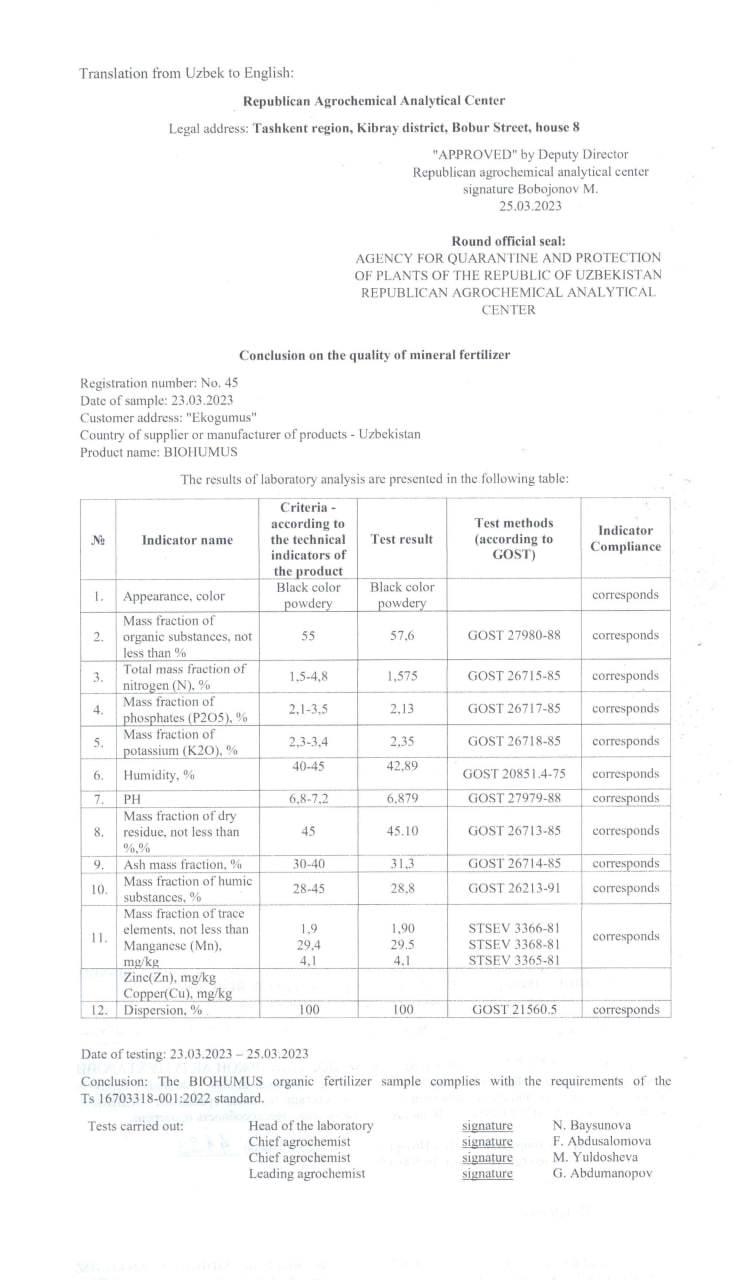 Translation from Uzbek to English:
Republican Agrochemical Analytical Center
Legal address: Tashkent region, Kibray district, Bobur Street, house 8
"APPROVED" by Deputy Director
Republican agrochemical analytical center
signature Bobojonov M.
25.03.2023
Round official seal:
AGENCY FOR QUARANTINE AND PROTECTION
OF PLANTS OF THE REPUBLIC OF UZBEKISTAN
REPUBLICAN AGROCHEMICAL ANALYTICAL
CENTER
Conclusion on the quality of mineral fertilizer
Registration number: No. 45
Date of sample: 23.03.2023
Customer address: "Ekogumus"
Country of supplier or manufacturer of products - Uzbekistan
Product name: BIOHUMUS
The results of laboratory analysis are presented in the following table:
№ Indicator name Criteria - according to the technical indicators of the product Test result Test methods (according to GOST) Indicator Compliance
1. Appearance, color Black color powdery Black color powdery corresponds
2. Mass fraction of organic substances, not less than % 55 57,6 GOST 27980-88 corresponds
3. Total mass fraction of nitrogen (N), % 1,5-4,8 1,575 GOST 26715-85 corresponds
4. Mass fraction of phosphates (P2O5), % 2,1-3,5 2,13 GOST 26717-85 corresponds
5. Mass fraction of potassium (K2O), % 2,3-3,4 2,35 GOST 26718-85 corresponds
6. Humidity, % 40-45 42,89 GOST 20851.4-75 corresponds
7. PH 6,8-7,2 6,879 GOST 27979-88 corresponds
8. Mass fraction of dry residue, not less than %,% 45 45.10 GOST 26713-85 corresponds
9. Ash mass fraction, % 30-40 31,3 GOST 26714-85 corresponds
10. Mass fraction of humic substances, % 28-45 28,8 GOST 26213-91 corresponds
11. Mass fraction of trace elements, not less than
Manganese (Mn), mg/kg 1,9 1,90 STSEV 3366-81 corresponds
29,4 29.5 STSEV 3368-81
4,1 4,1 STSEV 3365-81
Zinc(Zn), mg/kg
Copper(Cu), mg/kg
12. Dispersion, % 100 100 GOST 21560.5 corresponds
Date of testing: 23.03.2023 – 25.03.2023
Conclusion: The BIOHUMUS organic fertilizer sample complies with the requirements of the
Ts 16703318-001:2022 standard.
Tests carried out: Head of the laboratory signature N. Baysunova
Chief agrochemist signature F. Abdusalomova
Chief agrochemist signature M. Yuldosheva
Leading agrochemist signature G. Abdumanopov